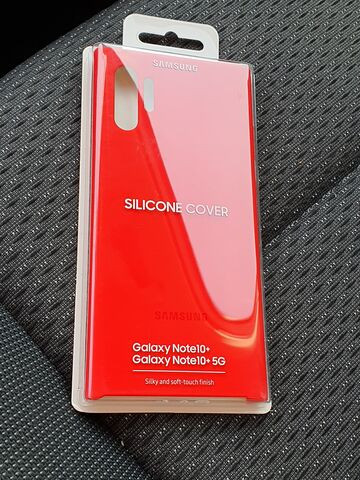 SAMSUNG
SILICONE COVER
SAMSUNG
Galaxy Note10+
Galaxy Note10+ 5G
Silky and soft-touch finish